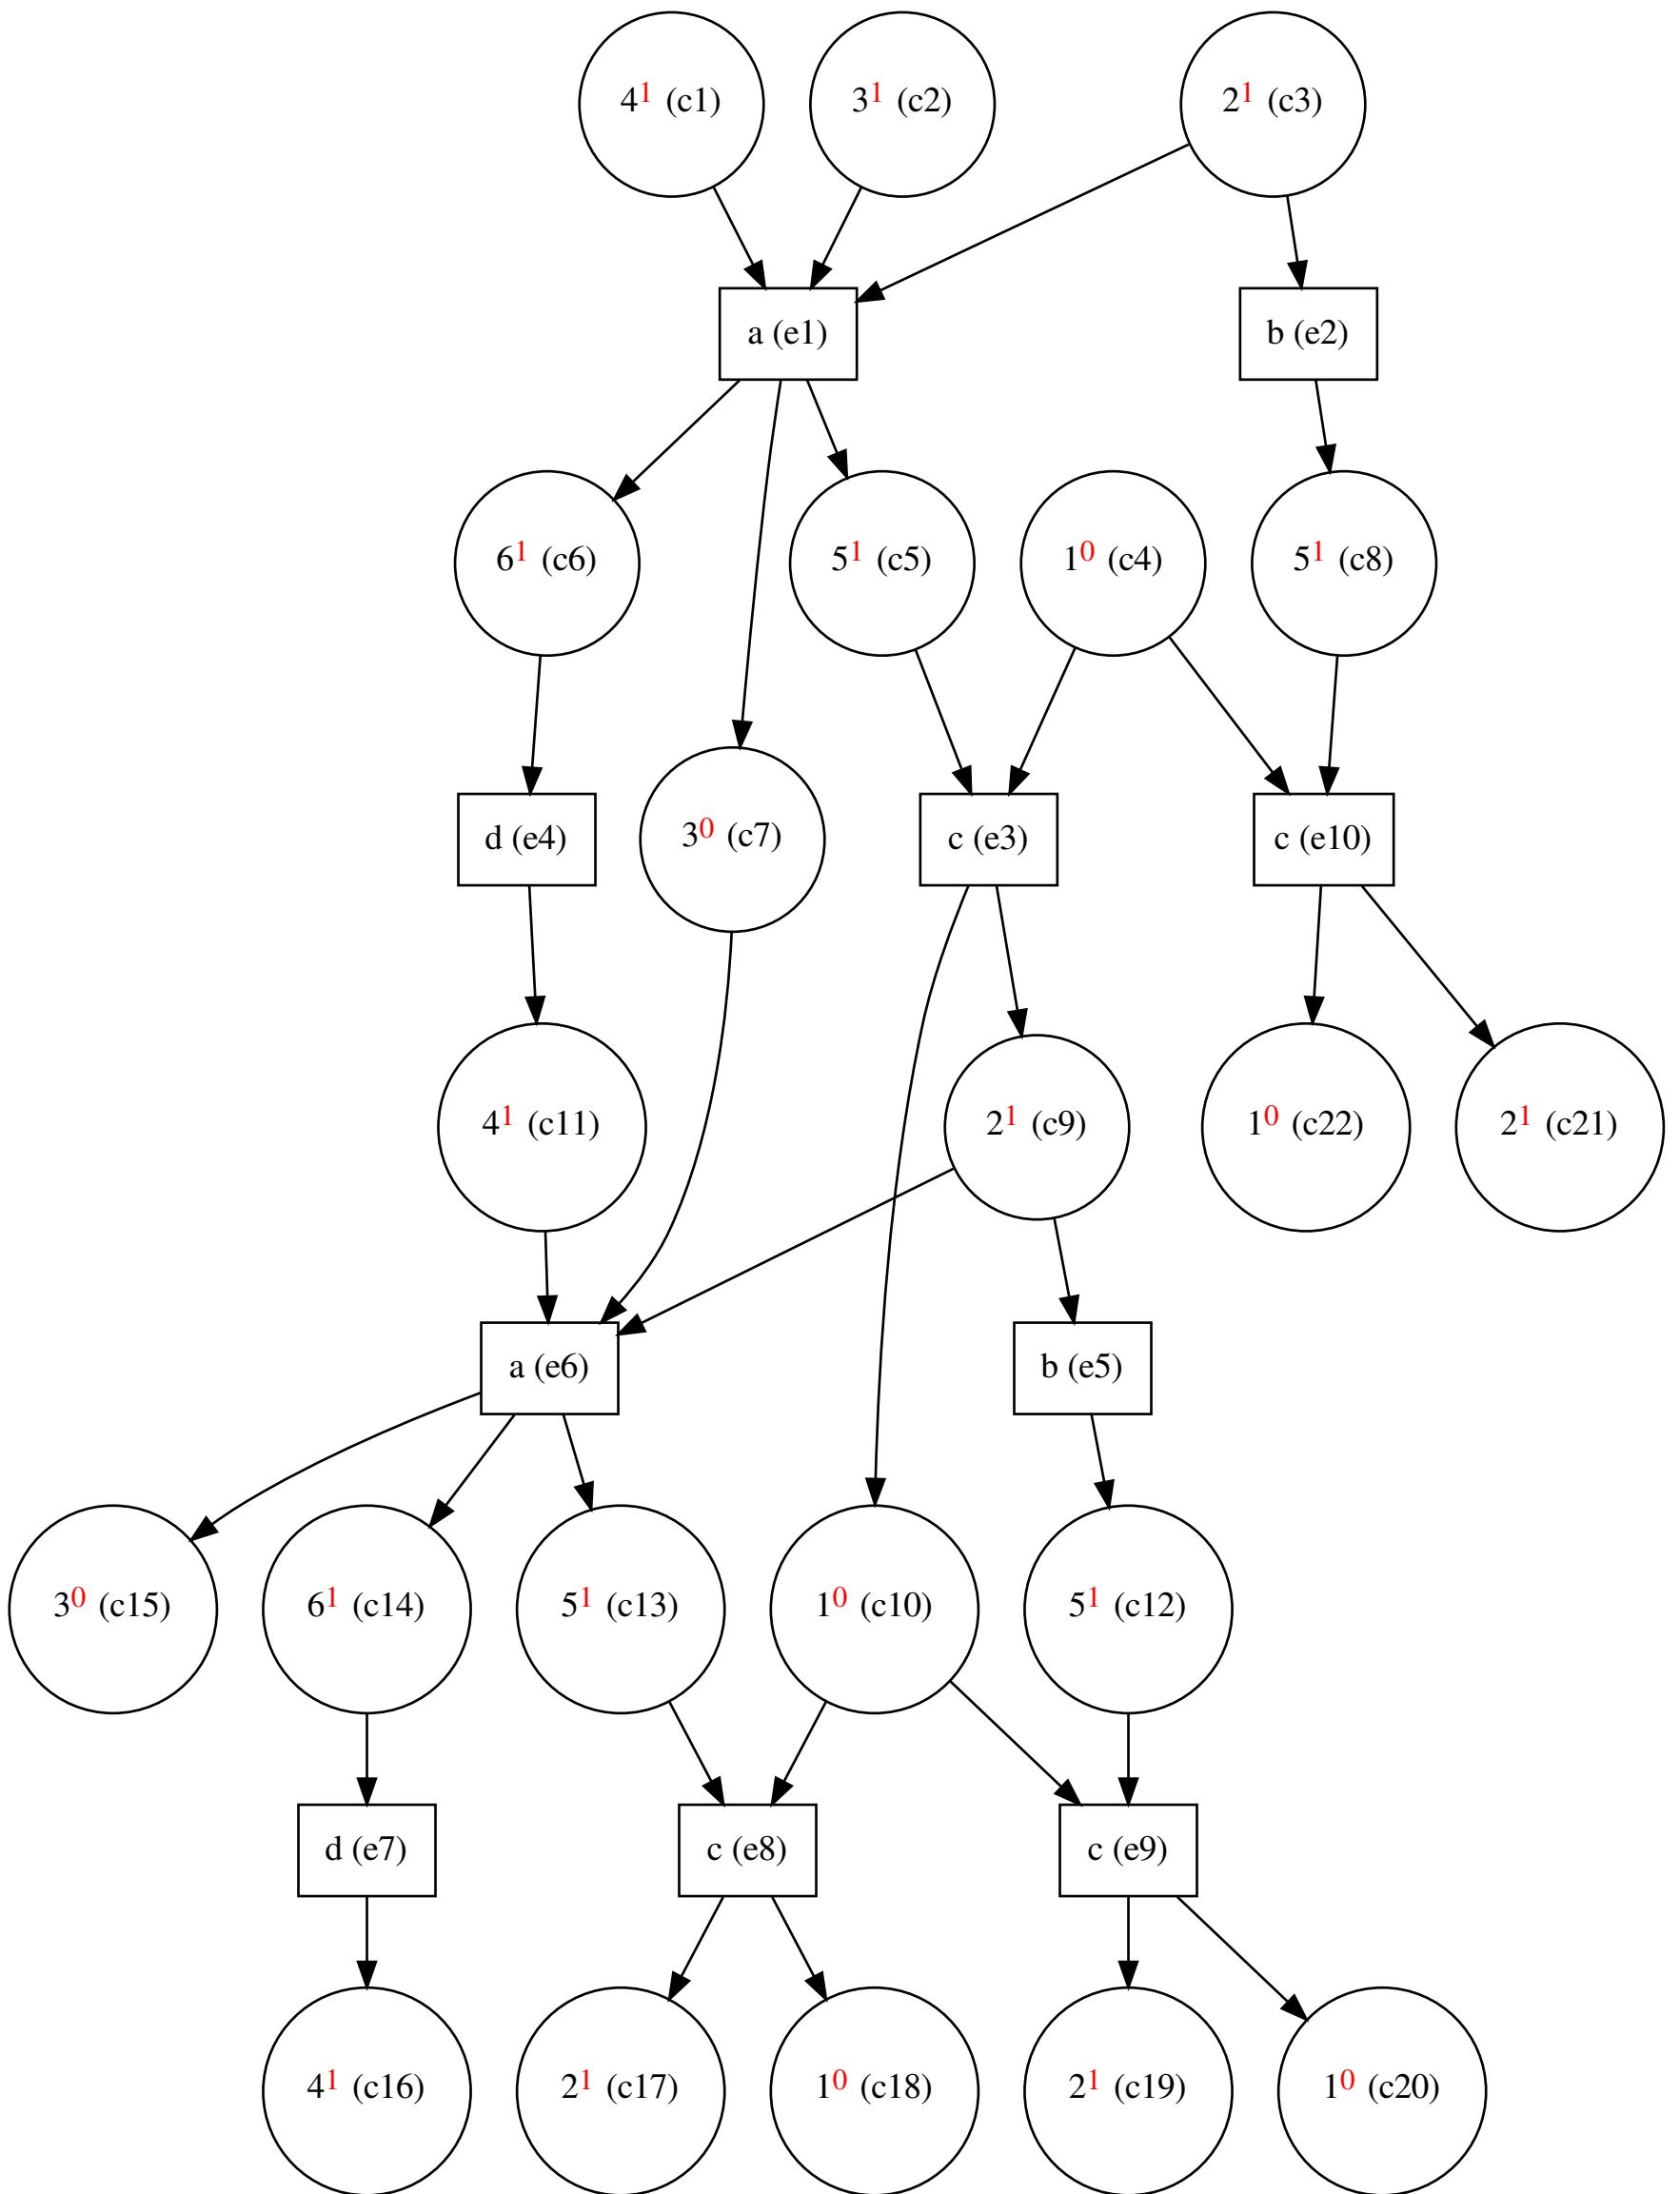 4¹ (c1)
3¹ (c2)
2¹ (c3)
a (e1)
b (e2)
6¹ (c6)
5¹ (c5)
1⁰ (c4)
5¹ (c8)
d (e4)
3⁰ (c7)
c (e3)
c (e10)
4¹ (c11)
2¹ (c9)
1⁰ (c22)
2¹ (c21)
a (e6)
b (e5)
3⁰ (c15)
6¹ (c14)
5¹ (c13)
1⁰ (c10)
5¹ (c12)
d (e7)
c (e8)
c (e9)
4¹ (c16)
2¹ (c17)
1⁰ (c18)
2¹ (c19)
1⁰ (c20)